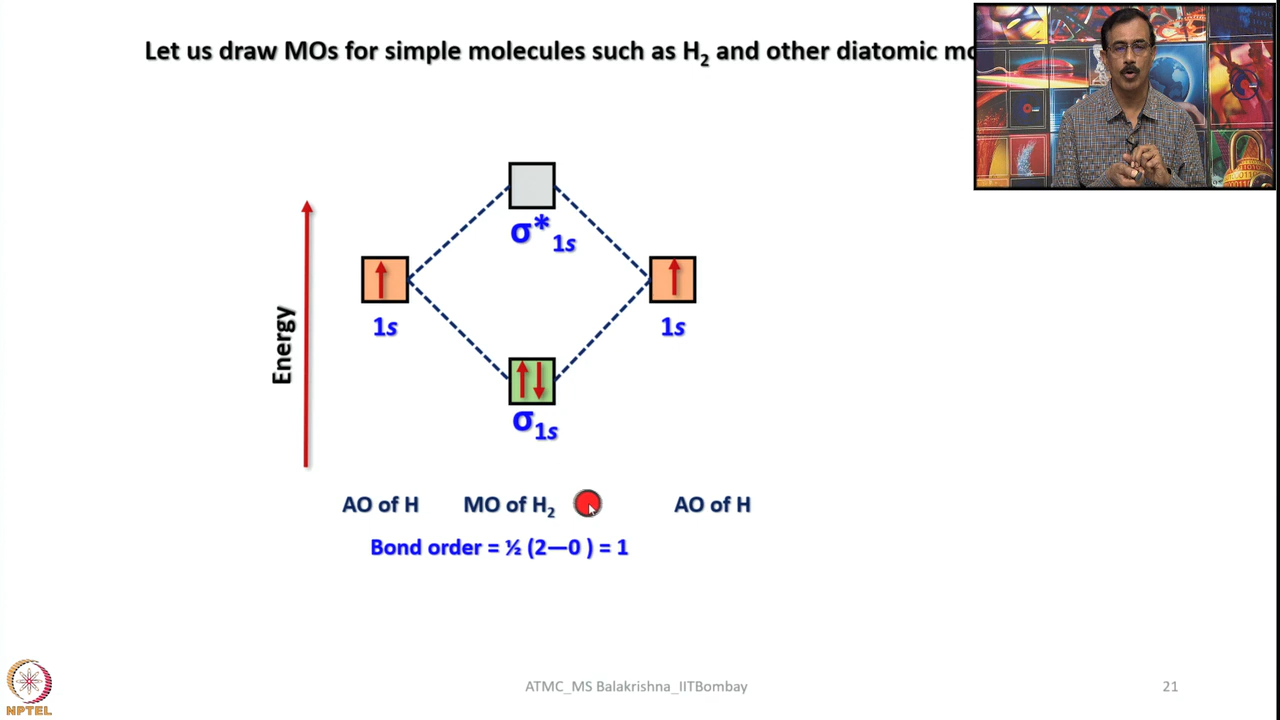 Let us draw MOs for simple molecules such as H₂ and other diatomic mo
σ*1s
1s
1s
Energy
σ1s
AO of H MO of H₂ AO of H
Bond order = ½ (2—0 ) = 1
NPTEL
ATMC_MS Balakrishna_IITBombay
21